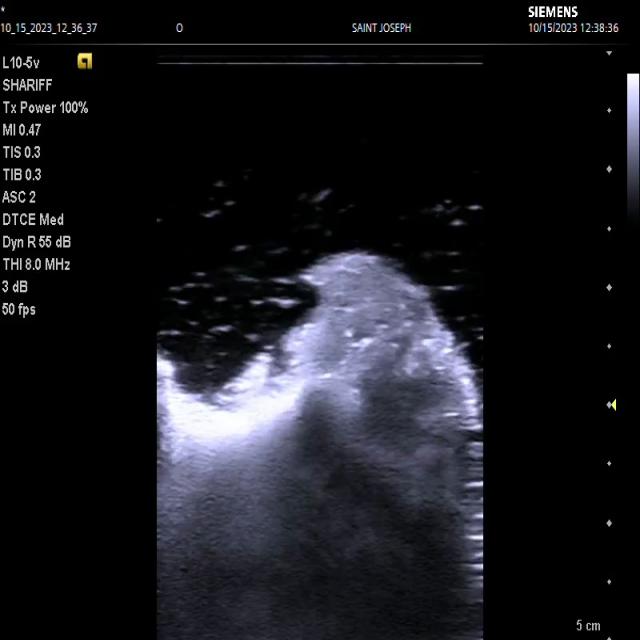 *
SIEMENS
10_15_2023_12_36_37
O
SAINT JOSEPH
10/15/2023 12:38:36
L10-5v
SHARIFF
Tx Power 100%
MI 0.47
TIS 0.3
TIB 0.3
ASC 2
DTCE Med
Dyn R 55 dB
THI 8.0 MHz
3 dB
50 fps
5 cm